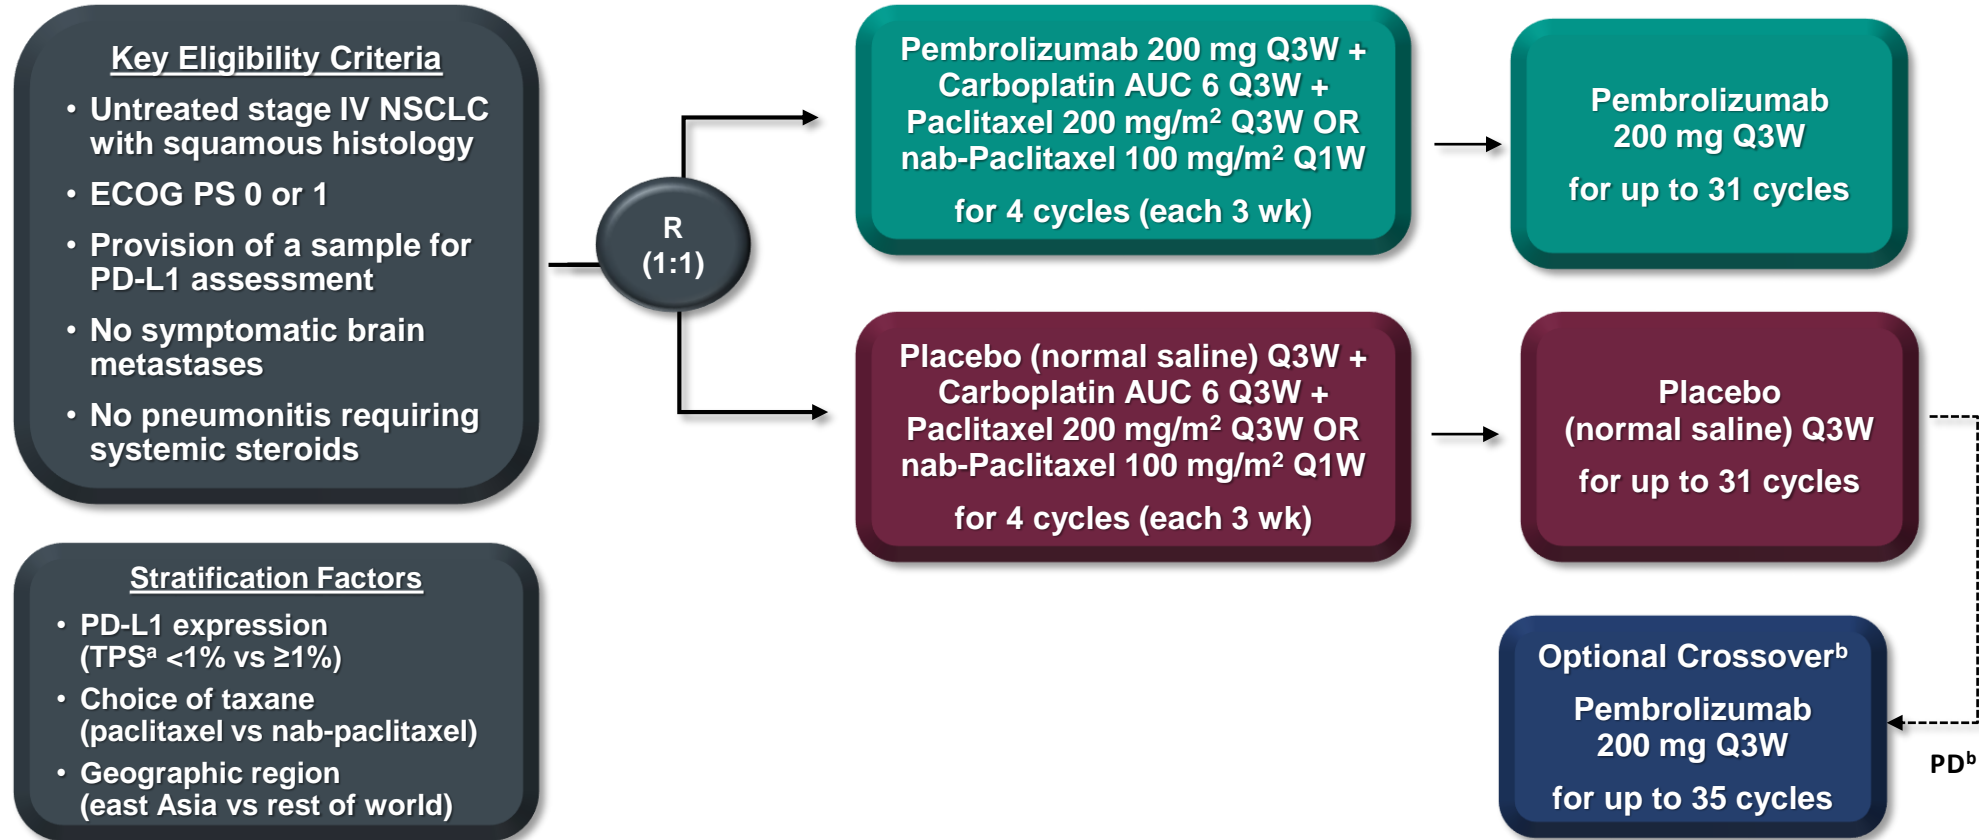 Key Eligibility Criteria
• Untreated stage IV NSCLC
with squamous histology
• ECOG PS 0 or 1
• Provision of a sample for
PD-L1 assessment
• No symptomatic brain
metastases
• No pneumonitis requiring
systemic steroids
Stratification Factors
• PD-L1 expression
(TPSᵃ <1% vs ≥1%)
• Choice of taxane
(paclitaxel vs nab-paclitaxel)
• Geographic region
(east Asia vs rest of world)
R
(1:1)
Pembrolizumab 200 mg Q3W +
Carboplatin AUC 6 Q3W +
Paclitaxel 200 mg/m² Q3W OR
nab-Paclitaxel 100 mg/m² Q1W
for 4 cycles (each 3 wk)
Pembrolizumab
200 mg Q3W
for up to 31 cycles
Placebo (normal saline) Q3W +
Carboplatin AUC 6 Q3W +
Paclitaxel 200 mg/m² Q3W OR
nab-Paclitaxel 100 mg/m² Q1W
for 4 cycles (each 3 wk)
Placebo
(normal saline) Q3W
for up to 31 cycles
Optional Crossoverᵇ
Pembrolizumab
200 mg Q3W
for up to 35 cycles
PDᵇ